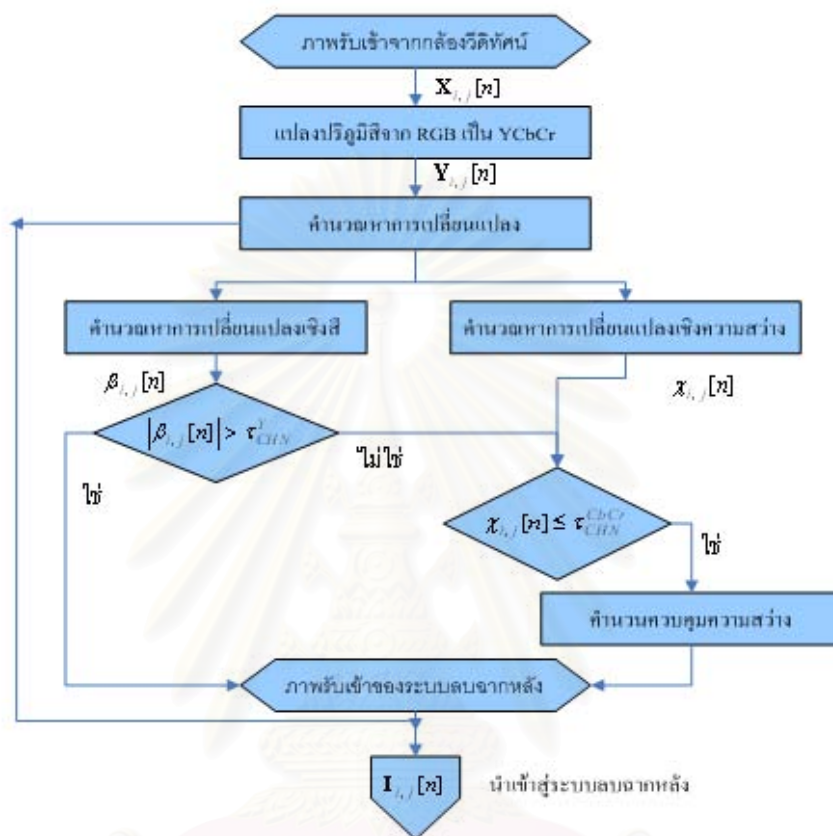 ภาพรับเข้าจากกล้องวีดิทัศน์
X_{i,j}[n]
แปลงปริภูมิสีจาก RGB เป็น YCbCr
Y_{i,j}[n]
คำนวณหาการเปลี่ยนแปลง
คำนวณหาการเปลี่ยนแปลงเชิงสี
คำนวณหาการเปลี่ยนแปลงเชิงความสว่าง
β_{i,j}[n]
χ_{i,j}[n]
|β_{i,j}[n]| > τ_{CHN}^{Y}
ไม่ใช่
ใช่
χ_{i,j}[n] ≤ τ_{CHN}^{CbCr}
ใช่
คำนวนควบคุมความสว่าง
ภาพรับเข้าของระบบลบฉากหลัง
I_{i,j}[n]
นำเข้าสู่ระบบลบฉากหลัง